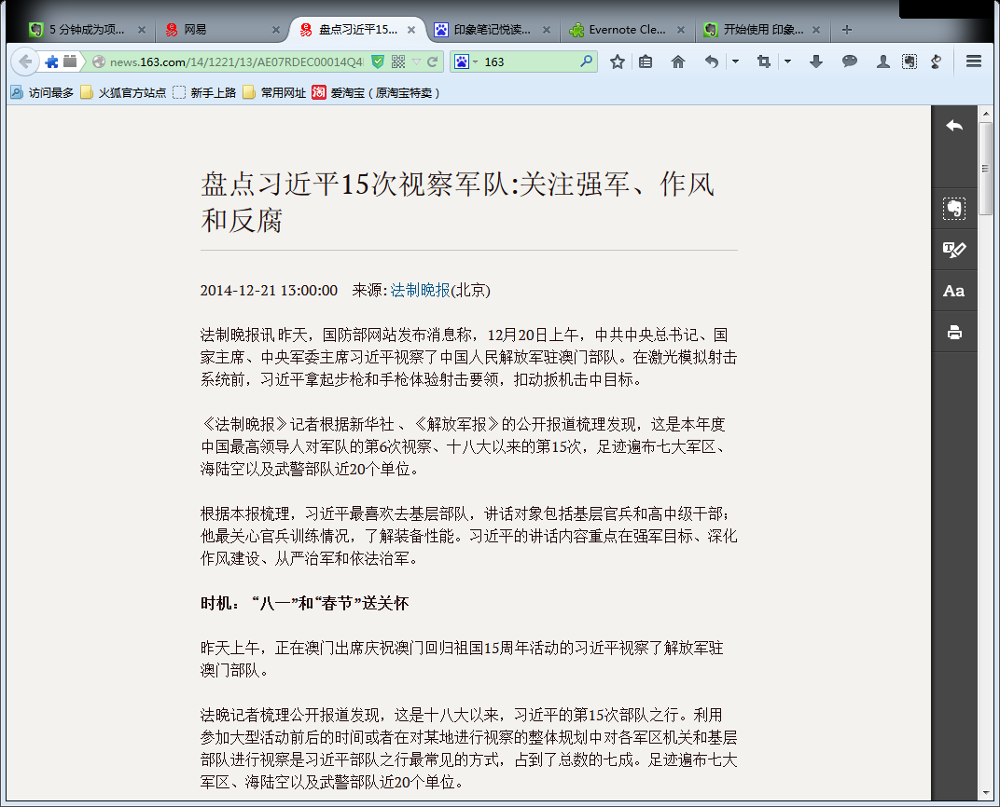 5 分钟成为项...
网易
盘点习近平15...
印象笔记悦读...
Evernote Cle...
开始使用 印象...
news.163.com/14/1221/13/AE07RDEC00014Q4
163
访问最多
火狐官方站点
新手上路
常用网址
淘
爱淘宝（原淘宝特卖）
盘点习近平15次视察军队:关注强军、作风
和反腐
2014-12-21 13:00:00 来源: 法制晚报(北京)
法制晚报讯 昨天，国防部网站发布消息称，12月20日上午，中共中央总书记、国
家主席、中央军委主席习近平视察了中国人民解放军驻澳门部队。在激光模拟射击
系统前，习近平拿起步枪和手枪体验射击要领，扣动扳机击中目标。
《法制晚报》记者根据新华社 、《解放军报》的公开报道梳理发现，这是本年度
中国最高领导人对军队的第6次视察、十八大以来的第15次，足迹遍布七大军区、
海陆空以及武警部队近20个单位。
根据本报梳理，习近平最喜欢去基层部队，讲话对象包括基层官兵和高中级干部；
他最关心官兵训练情况，了解装备性能。习近平的讲话内容重点在强军目标、深化
作风建设、从严治军和依法治军。
时机： “八一”和“春节”送关怀
昨天上午，正在澳门出席庆祝澳门回归祖国15周年活动的习近平视察了解放军驻
澳门部队。
法晚记者梳理公开报道发现，这是十八大以来，习近平的第15次部队之行。利用
参加大型活动前后的时间或者在对某地进行视察的整体规划中对各军区机关和基层
部队进行视察是习近平部队之行最常见的方式，占到了总数的七成。足迹遍布七大
军区、海陆空以及武警部队近20个单位。
T
Aa